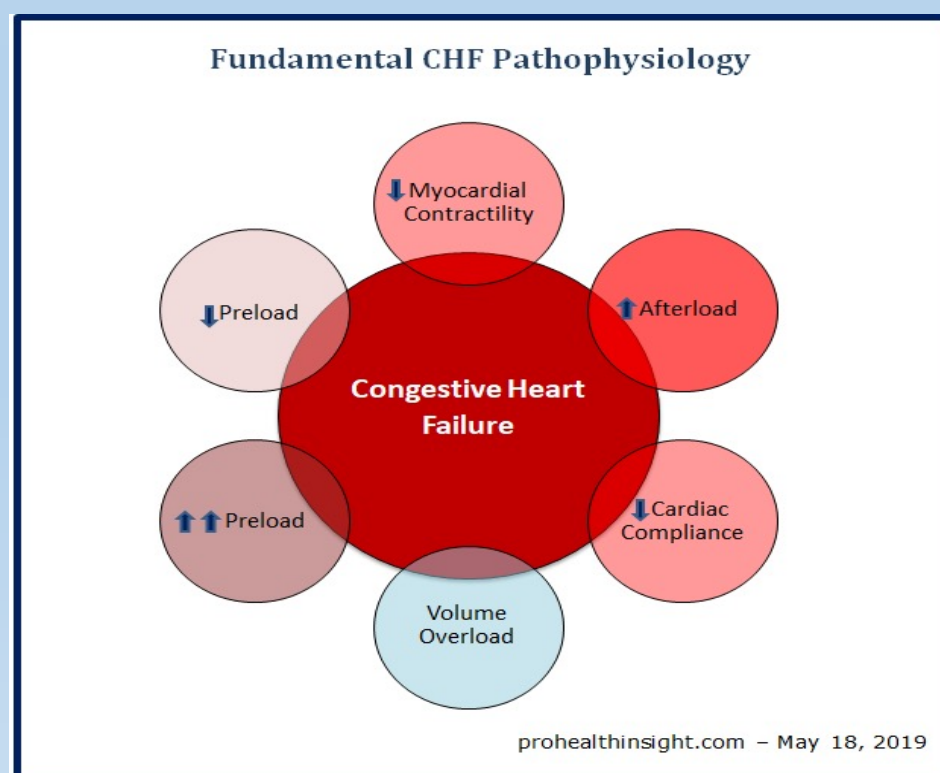 Fundamental CHF Pathophysiology
⬇Myocardial
Contractility
⬇Preload
⬆Afterload
Congestive Heart
Failure
⬆⬆Preload
⬇Cardiac
Compliance
Volume
Overload
prohealthinsight.com – May 18, 2019